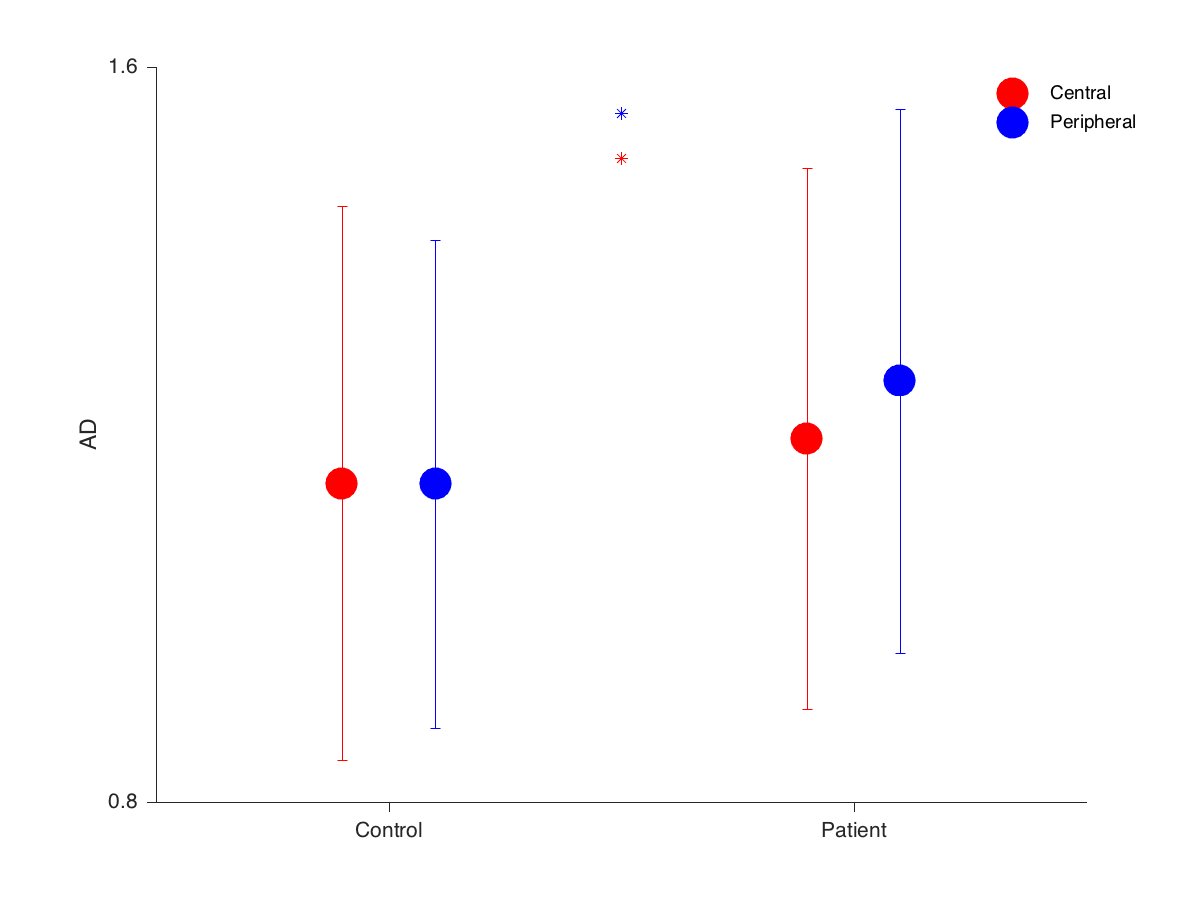 1.6
Central
Peripheral
AD
0.8
Control
Patient